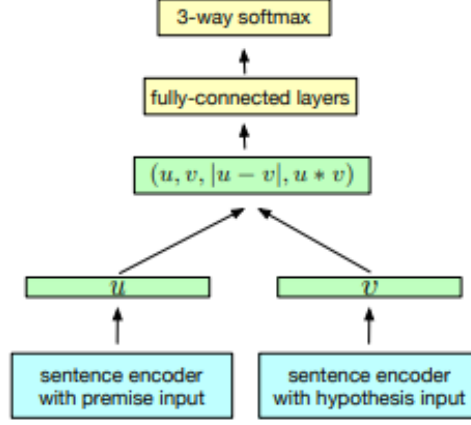 3-way softmax
fully-connected layers
(u, v, |u − v|, u ∗ v)
u
v
sentence encoder
with premise input
sentence encoder
with hypothesis input